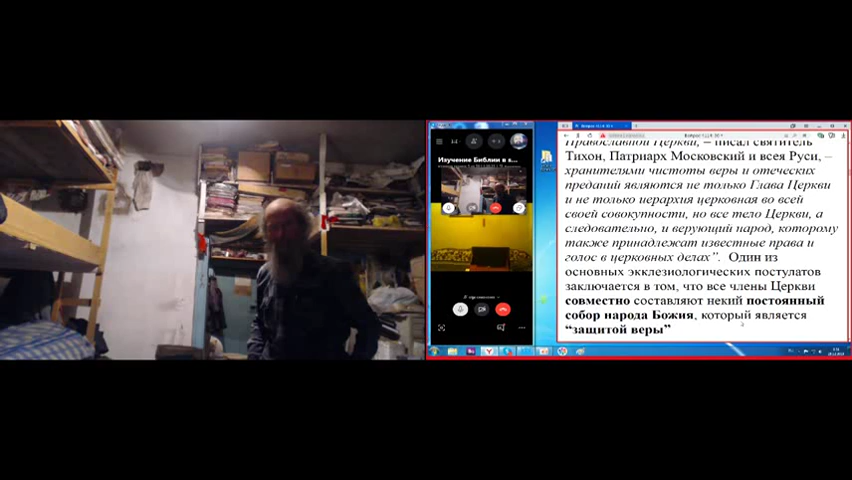 Изучение Библии в в...
Православной Церкви, – писал святитель
Тихон, Патриарх Московский и всея Руси, –
хранителями чистоты веры и отеческих
преданий являются не только Глава Церкви
и не только иерархия церковная во всей
своей совокупности, но все тело Церкви, а
следовательно, и верующий народ, которому
также принадлежат известные права и
голос в церковных делах”. Один из
основных экклезиологических постулатов
заключается в том, что все члены Церкви
совместно составляют некий постоянный
собор народа Божия, который является
“защитой веры”